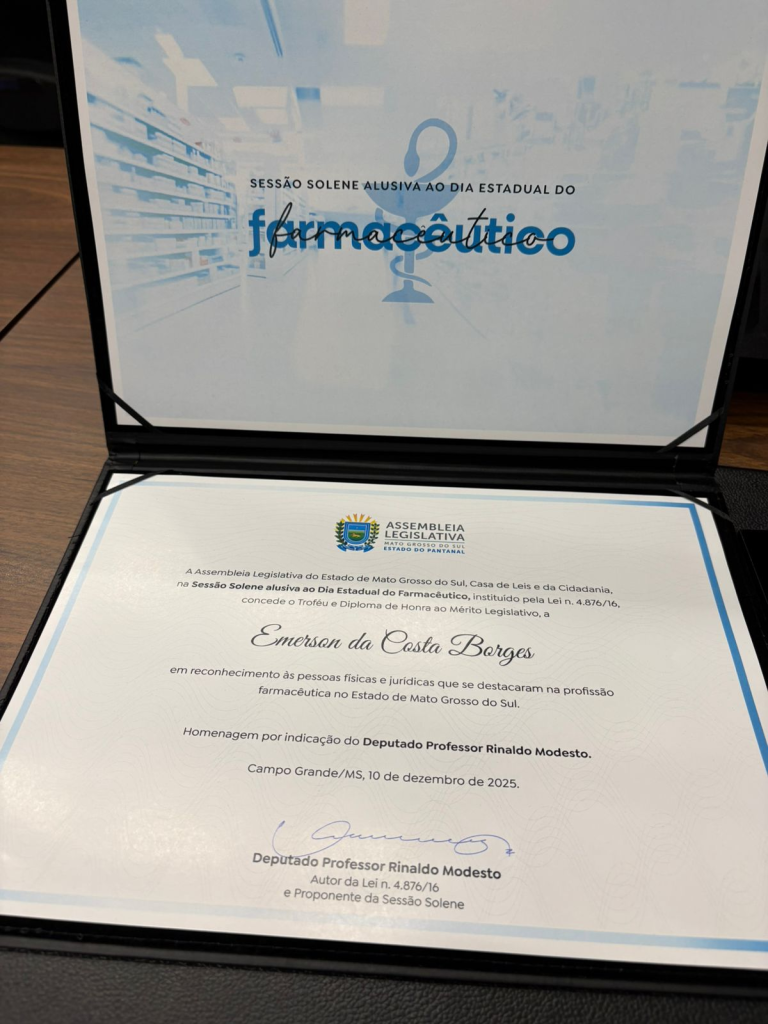 SESSÃO SOLENE ALUSIVA AO DIA ESTADUAL DO
farmacêutico
farmacêutico
ASSEMBLEIA
LEGISLATIVA
MATO GROSSO DO SUL
ESTADO DO PANTANAL
A Assembleia Legislativa do Estado de Mato Grosso do Sul, Casa de Leis e da Cidadania,
na Sessão Solene alusiva ao Dia Estadual do Farmacêutico, instituído pela Lei n. 4.876/16,
concede o Troféu e Diploma de Honra ao Mérito Legislativo, a
Emerson da Costa Borges
em reconhecimento às pessoas físicas e juridicas que se destacaram na profissão
farmacêutica no Estado de Mato Grosso do Sul.
Homenagem por indicação do Deputado Professor Rinaldo Modesto.
Campo Grande/MS, 10 de dezembro de 2025.
Deputado Professor Rinaldo Modesto
Autor da Lei n. 4.876/16
e Proponente da Sessão Solene